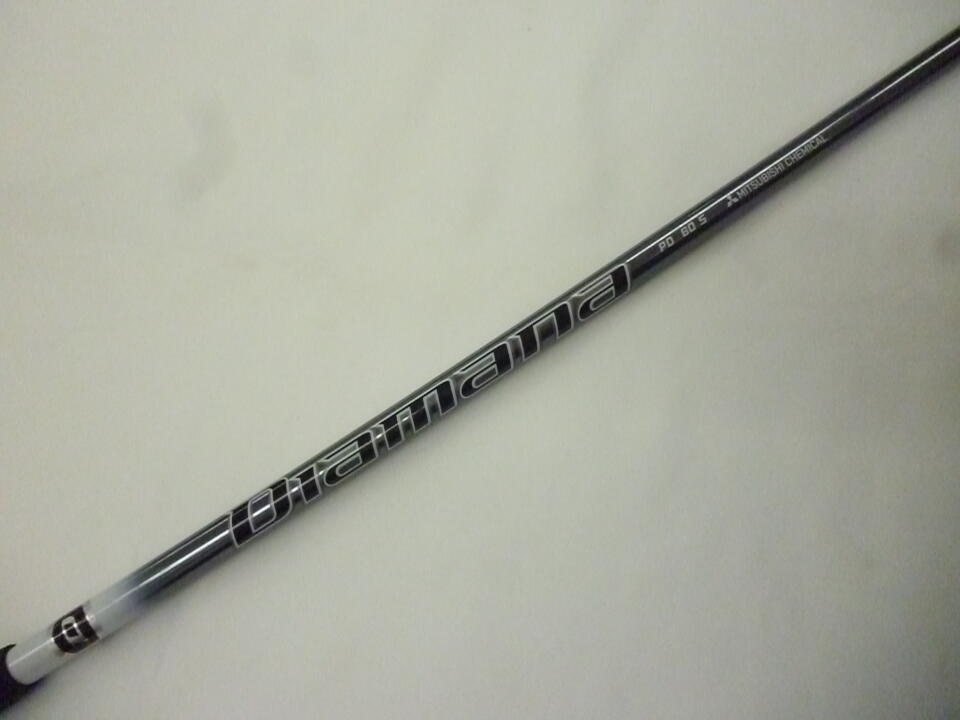 D
Diamana
PD 60 S
MITSUBISHI CHEMICAL